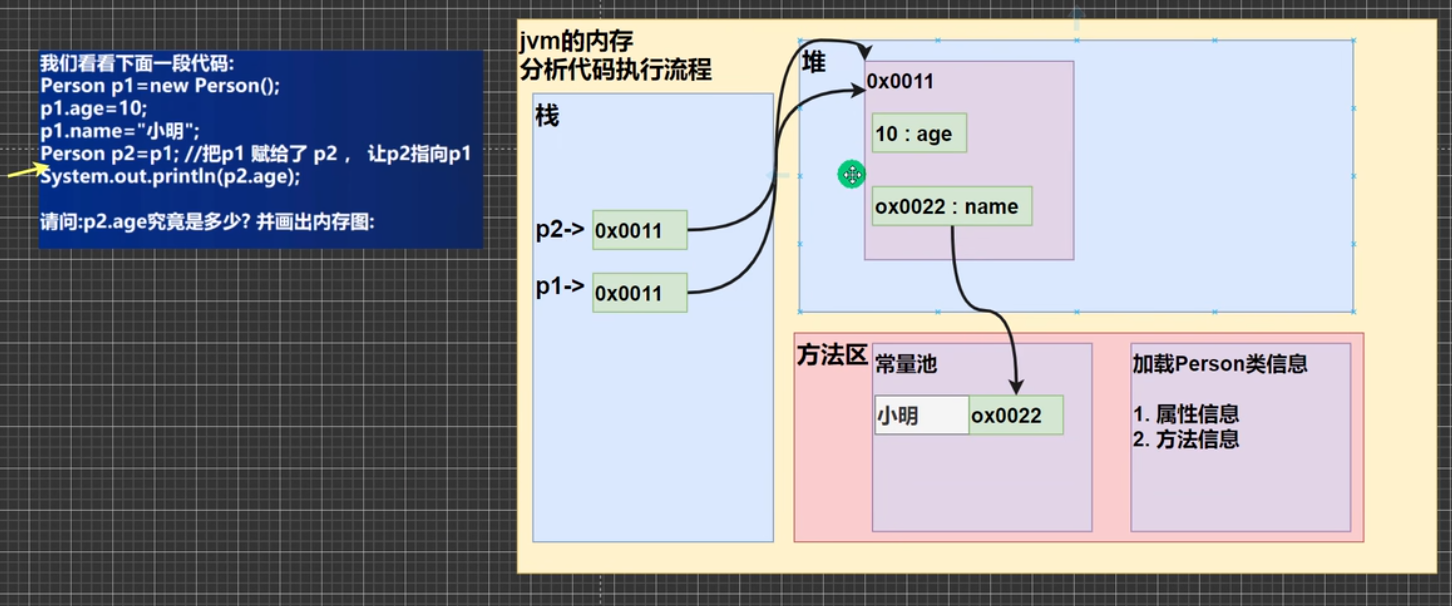 我们看看下面一段代码:
Person p1=new Person();
p1.age=10;
p1.name="小明";
Person p2=p1; //把p1 赋给了 p2 ， 让p2指向p1
System.out.println(p2.age);
请问:p2.age究竟是多少? 并画出内存图:
jvm的内存
分析代码执行流程
栈
p2-> 0x0011
p1-> 0x0011
堆
0x0011
10 : age
ox0022 : name
方法区
常量池
小明 ox0022
加载Person类信息
1. 属性信息
2. 方法信息